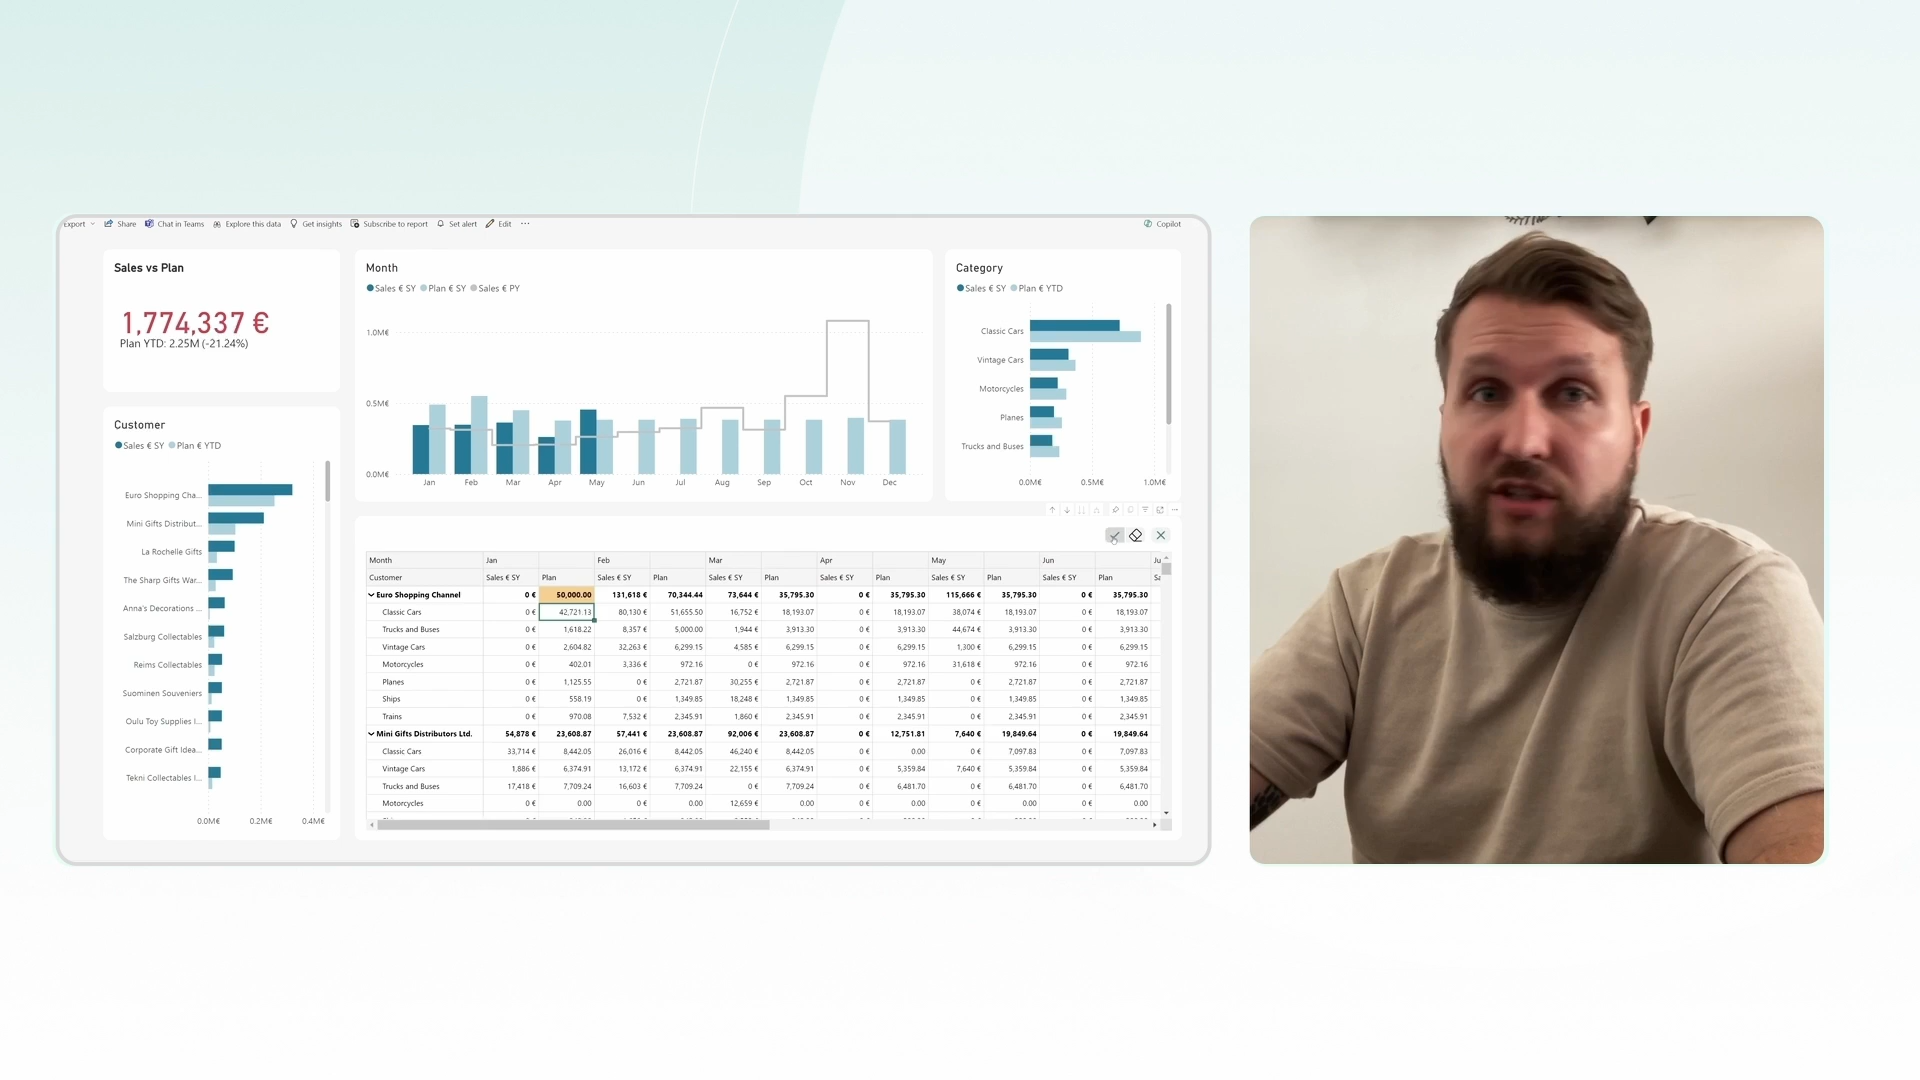 Export Share Chat in Teams Explore this data Get insights Subscribe to report Set alert Edit ... Copilot
Sales vs Plan
1,774,337 €
Plan YTD: 2.25M (-21.24%)
Month
Sales € SY Plan € SY Sales € PY
1.0M€
0.5M€
0.0M€
Jan Feb Mar Apr May Jun Jul Aug Sep Oct Nov Dec
Category
Sales € SY Plan € YTD
Classic Cars
Vintage Cars
Motorcycles
Planes
Trucks and Buses
0.0M€ 0.5M€ 1.0M€
Customer
Sales € SY Plan € YTD
Euro Shopping Cha...
Mini Gifts Distribut...
La Rochelle Gifts
The Sharp Gifts War...
Anna's Decorations ...
Salzburg Collectables
Reims Collectables
Suominen Souveniers
Oulu Toy Supplies I...
Corporate Gift Idea...
Tekni Collectables I...
0.0M€ 0.2M€ 0.4M€
Month Jan Feb Mar Apr May Jun Ju
Customer Sales € SY Plan Sales € SY Plan Sales € SY Plan Sales € SY Plan Sales € SY Plan Sales € SY Plan Sa
Euro Shopping Channel 0 € 50,000.00 131,618 € 70,344.44 73,644 € 35,795.30 0 € 35,795.30 115,666 € 35,795.30 0 € 35,795.30
Classic Cars 0 € 42,721.13 80,130 € 51,655.50 16,752 € 18,193.07 0 € 18,193.07 38,074 € 18,193.07 0 € 18,193.07
Trucks and Buses 0 € 1,618.22 8,357 € 5,000.00 1,944 € 3,913.30 0 € 3,913.30 44,674 € 3,913.30 0 € 3,913.30
Vintage Cars 0 € 2,604.82 32,263 € 6,299.15 4,585 € 6,299.15 0 € 6,299.15 1,300 € 6,299.15 0 € 6,299.15
Motorcycles 0 € 402.01 3,336 € 972.16 0 € 972.16 0 € 972.16 31,618 € 972.16 0 € 972.16
Planes 0 € 1,125.55 0 € 2,721.87 30,255 € 2,721.87 0 € 2,721.87 0 € 2,721.87 0 € 2,721.87
Ships 0 € 558.19 0 € 1,349.85 18,248 € 1,349.85 0 € 1,349.85 0 € 1,349.85 0 € 1,349.85
Trains 0 € 970.08 7,532 € 2,345.91 1,860 € 2,345.91 0 € 2,345.91 0 € 2,345.91 0 € 2,345.91
Mini Gifts Distributors Ltd. 54,878 € 23,608.87 57,441 € 23,608.87 92,006 € 23,608.87 0 € 12,751.81 7,640 € 19,849.64 0 € 19,849.64
Classic Cars 33,714 € 8,442.05 26,016 € 8,442.05 46,240 € 8,442.05 0 € 0.00 0 € 7,097.83 0 € 7,097.83
Vintage Cars 1,886 € 6,374.91 13,172 € 6,374.91 22,155 € 6,374.91 0 € 5,359.84 7,640 € 5,359.84 0 € 5,359.84
Trucks and Buses 17,418 € 7,709.24 16,603 € 7,709.24 0 € 7,709.24 0 € 6,481.70 0 € 6,481.70 0 € 6,481.70
Motorcycles 0 € 0.00 0 € 0.00 12,659 € 0.00 0 € 0.00 0 € 0.00 0 € 0.00